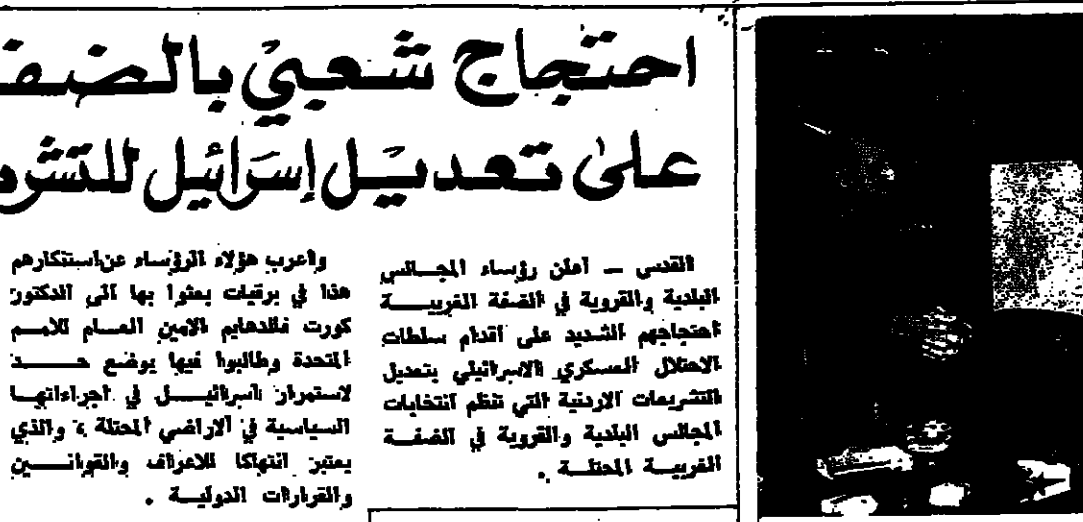 احتجاج شعبي بالضف
على تعديل إسرائيل للتشر
القدس — أعلن رؤساء المجالس
البلدية والقروية في الضفة الغربية
احتجاجهم الشديد على أقدام سلطات
الاحتلال العسكري الاسرائيلي بتعديل
التشريعات الاردنية التي تنظم انتخابات
المجالس البلدية والقروية في الضفة
الغربية المحتلة .
وأعرب هؤلاء الرؤساء عن استنكارهم
هذا في برقيات بعثوا بها الى الدكتور
كورت فالدهايم الامين العام للامم
المتحدة وطالبوا فيها بوضع حد
لاستمرار اسرائيل في اجراءاتها
السياسية في الاراضي المحتلة ، والذي
يعتبر انتهاكا للاعراف والقوانين
والقرارات الدولية .